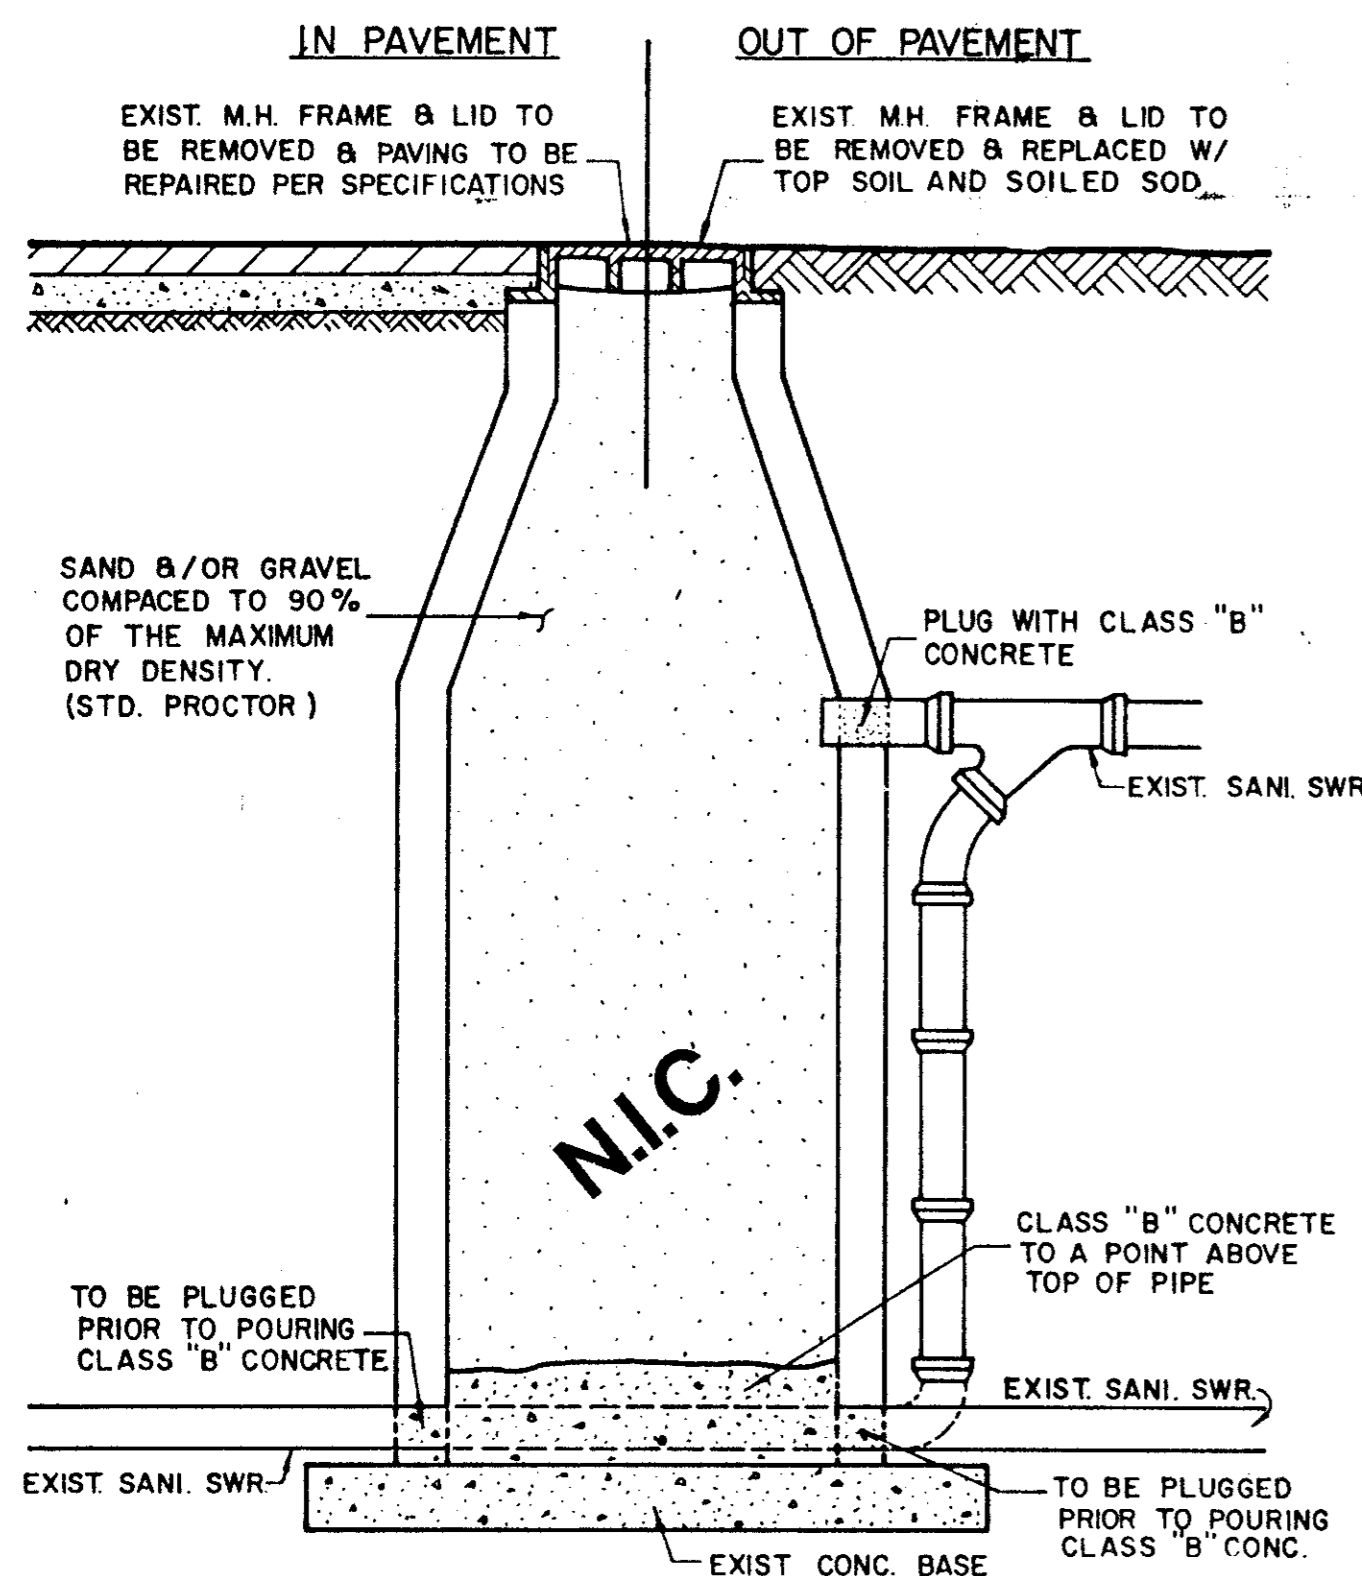 IN PAVEMENT
OUT OF PAVEMENT
EXIST. M.H. FRAME & LID TO
BE REMOVED & PAVING TO BE
REPAIRED PER SPECIFICATIONS
EXIST. M.H. FRAME & LID TO
BE REMOVED & REPLACED W/
TOP SOIL AND SOILED SOD
SAND &/OR GRAVEL
COMPACED TO 90%
OF THE MAXIMUM
DRY DENSITY.
(STD. PROCTOR)
PLUG WITH CLASS "B"
CONCRETE
EXIST. SANI. SWR
N.I.C.
CLASS "B" CONCRETE
TO A POINT ABOVE
TOP OF PIPE
TO BE PLUGGED
PRIOR TO POURING
CLASS "B" CONCRETE
EXIST. SANI. SWR.
EXIST. SANI. SWR.
TO BE PLUGGED
PRIOR TO POURING
CLASS "B" CONC.
EXIST CONC. BASE